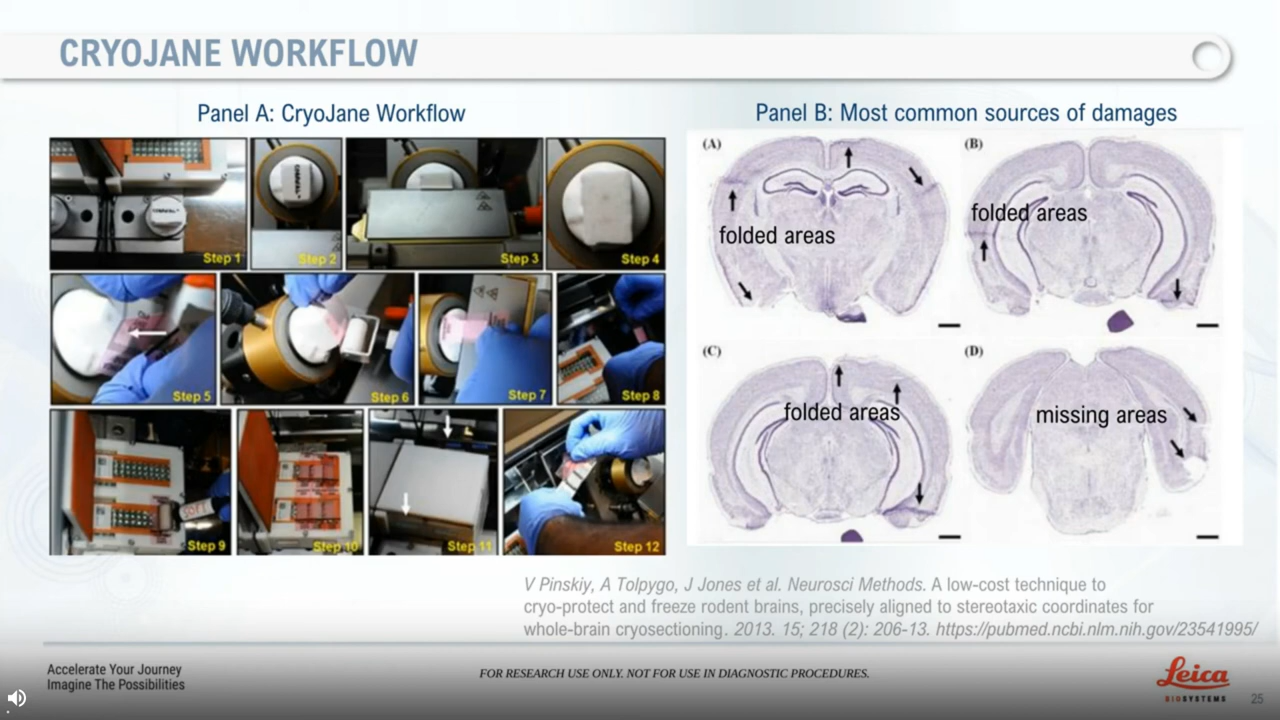 CRYOJANE WORKFLOW
Panel A: CryoJane Workflow
Panel B: Most common sources of damages
Step 1
Step 2
Step 3
Step 4
Step 5
Step 6
Step 7
Step 8
Step 9
Step 10
Step 11
Step 12
(A)
folded areas
(B)
folded areas
(C)
folded areas
(D)
missing areas
V Pinskiy, A Tolpygo, J Jones et al. Neurosci Methods. A low-cost technique to
cryo-protect and freeze rodent brains, precisely aligned to stereotaxic coordinates for
whole-brain cryosectioning. 2013. 15; 218 (2): 206-13. https://pubmed.ncbi.nlm.nih.gov/23541995/
Accelerate Your Journey
Imagine The Possibilities
FOR RESEARCH USE ONLY. NOT FOR USE IN DIAGNOSTIC PROCEDURES.
Leica
BIOSYSTEMS
25